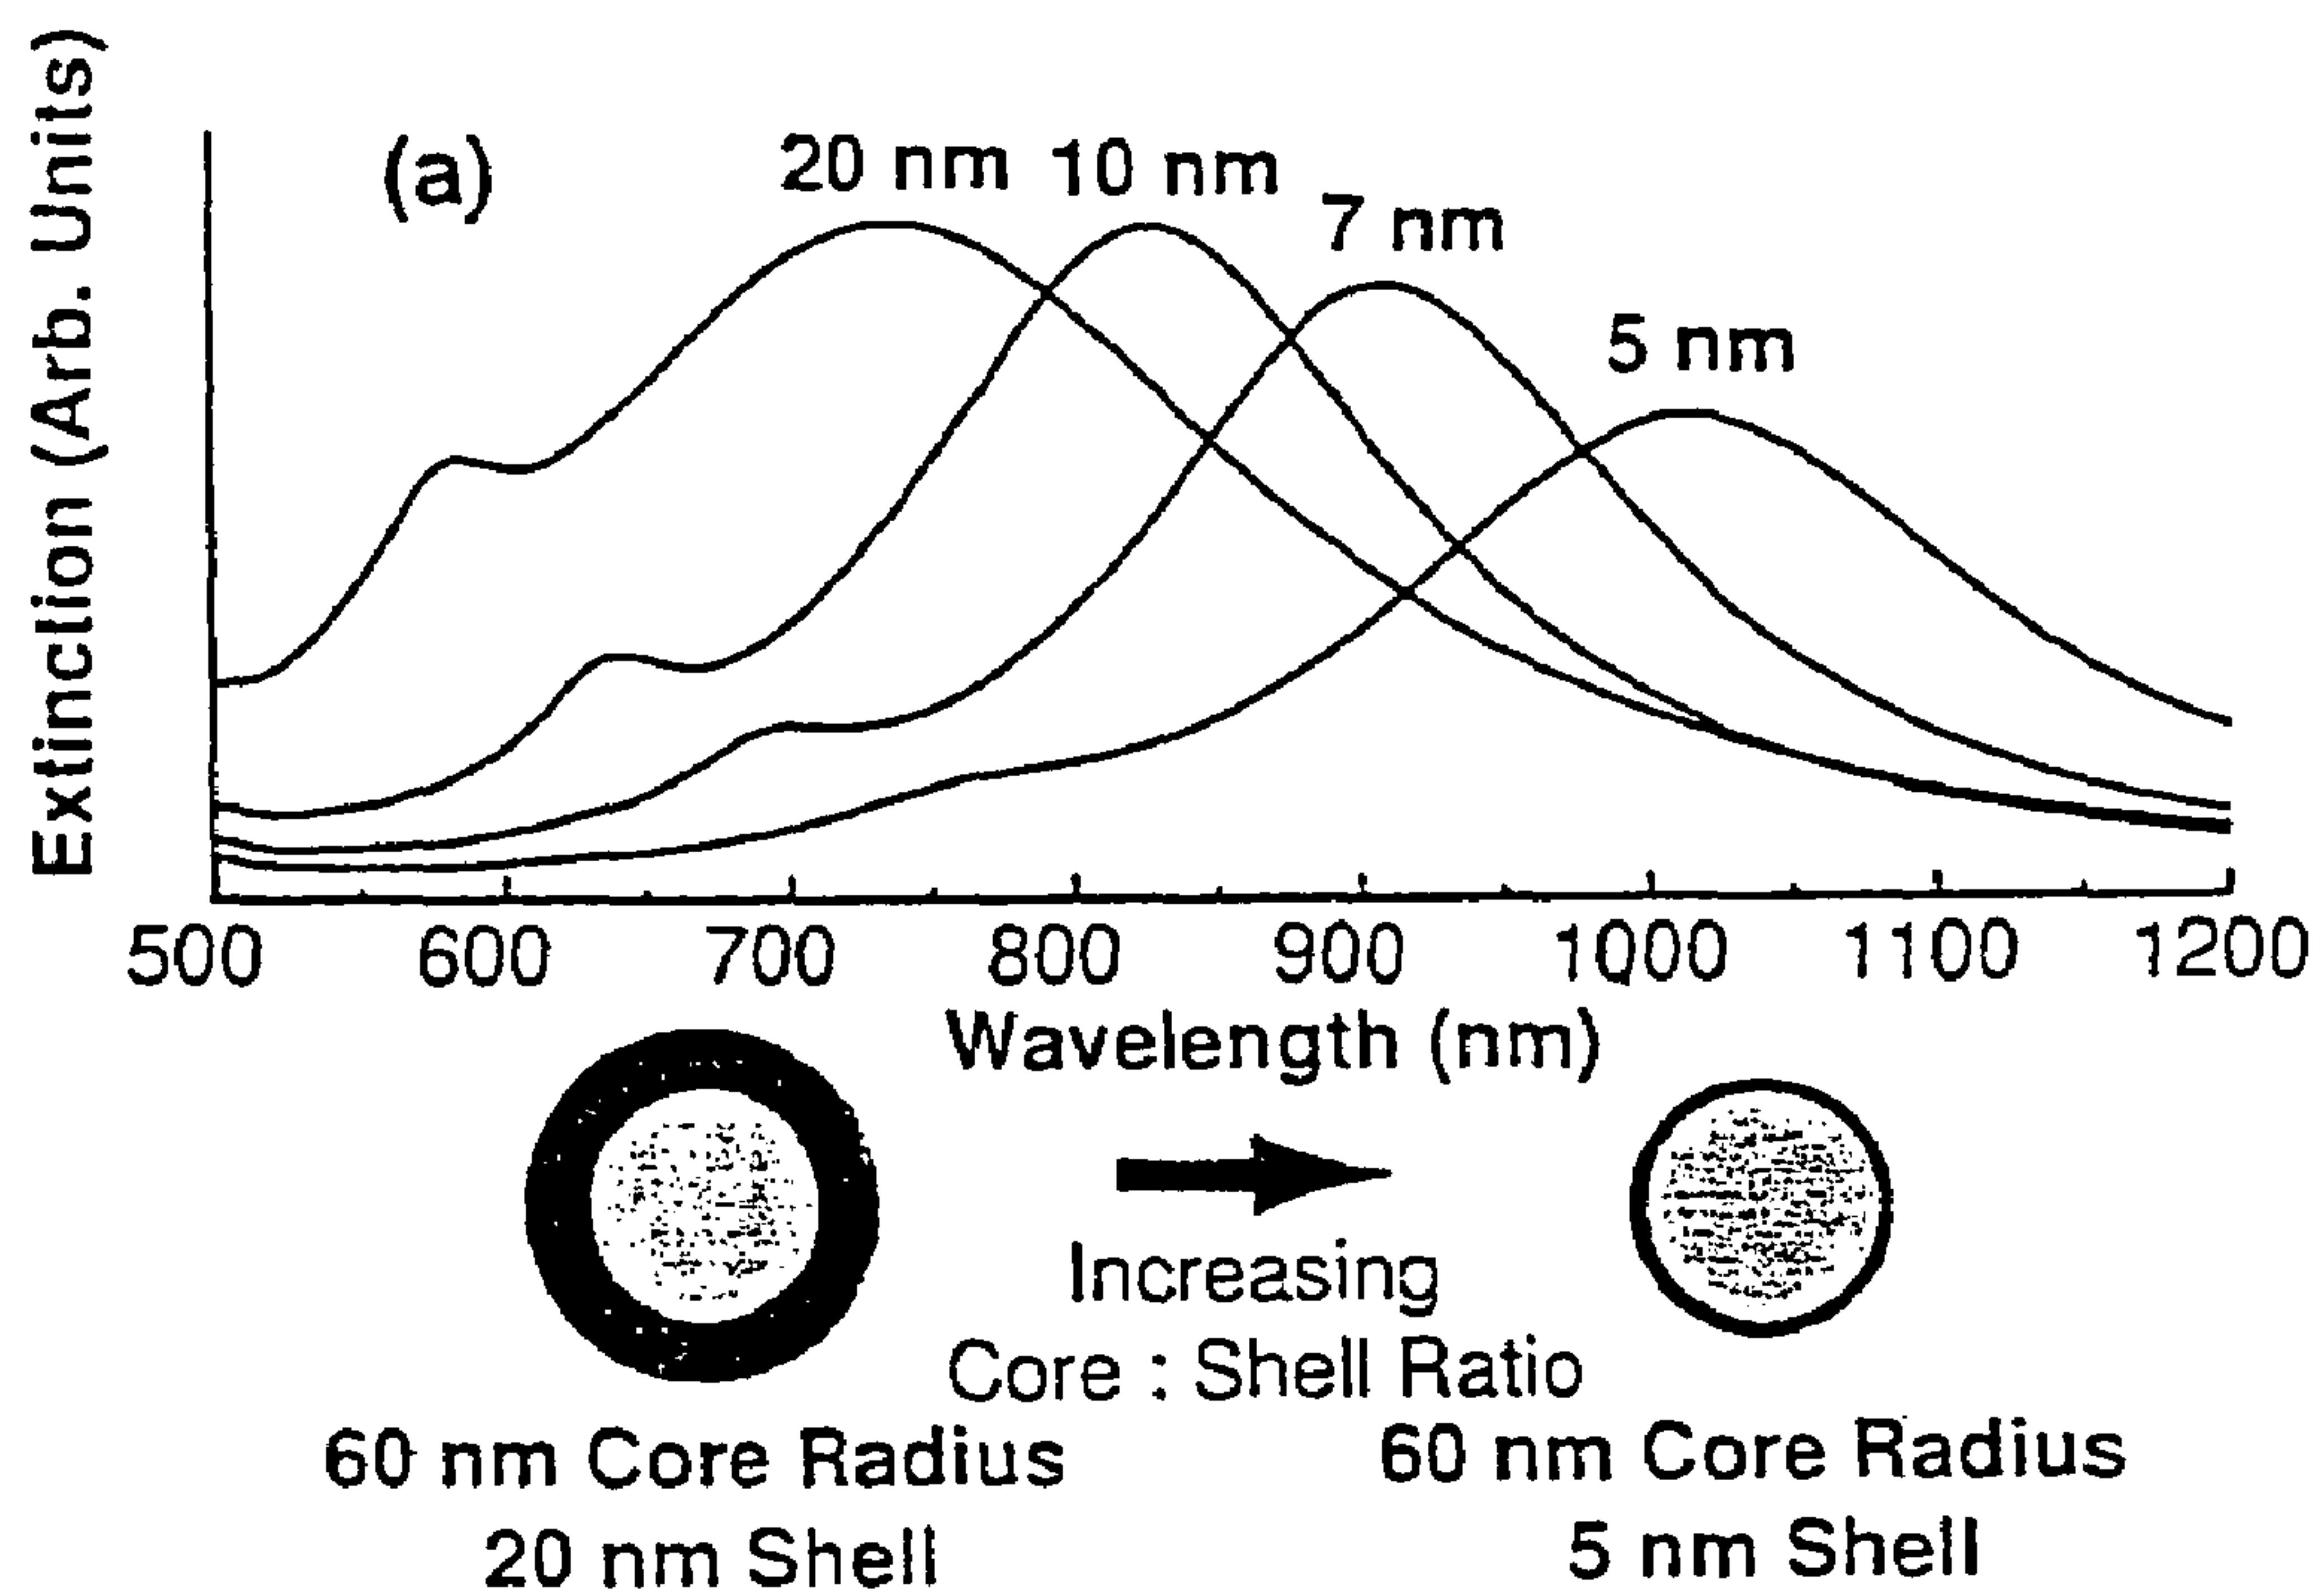 Extinclion (Arb. Units)
(a)
20 nm
10 nm
7 nm
5 nm
500 600 700 800 900 1000 1100 1200
Wavelength (nm)
Increasing
Core : Shell Ratio
60 nm Core Radius
20 nm Shell
60 nm Core Radius
5 nm Shell